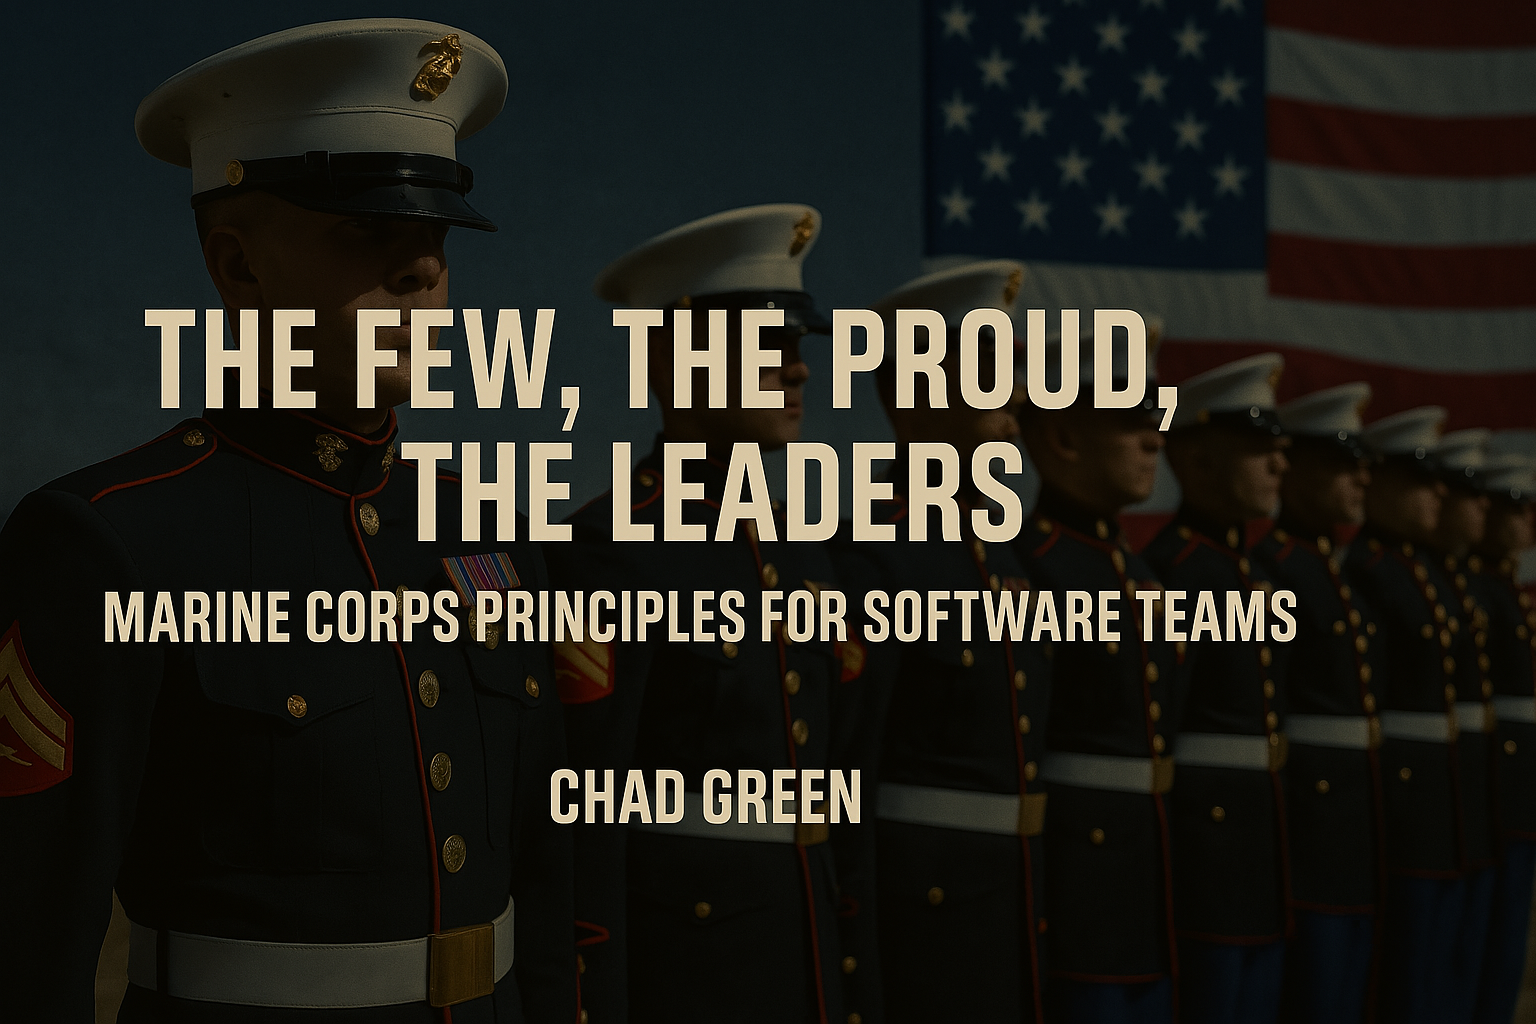 THE FEW, THE PROUD,
THE LEADERS
MARINE CORPS PRINCIPLES FOR SOFTWARE TEAMS
CHAD GREEN